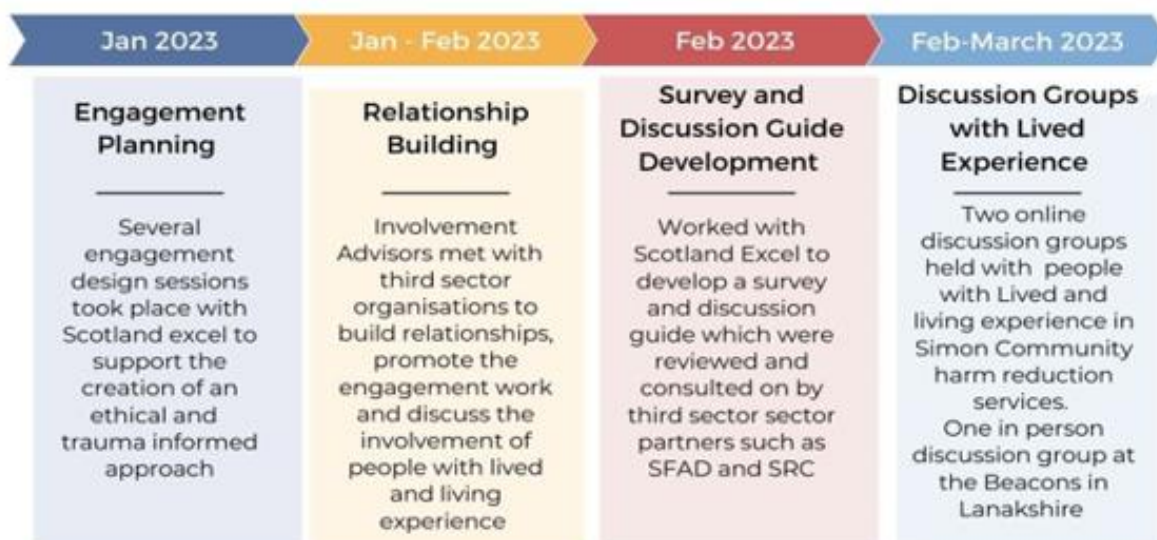 Jan 2023
Jan - Feb 2023
Feb 2023
Feb-March 2023
Engagement
Planning
Several
engagement
design sessions
took place with
Scotland excel to
support the
creation of an
ethical and
trauma informed
approach
Relationship
Building
Involvement
Advisors met with
third sector
organisations to
build relationships,
promote the
engagement work
and discuss the
involvement of
people with lived
and living
experience
Survey and
Discussion Guide
Development
Worked with
Scotland Excel to
develop a survey
and discussion
guide which were
reviewed and
consulted on by
third sector sector
partners such as
SFAD and SRC
Discussion Groups
with Lived
Experience
Two online
discussion groups
held with people
with Lived and
living experience in
Simon Community
harm reduction
services.
One in person
discussion group at
the Beacons in
Lanakshire